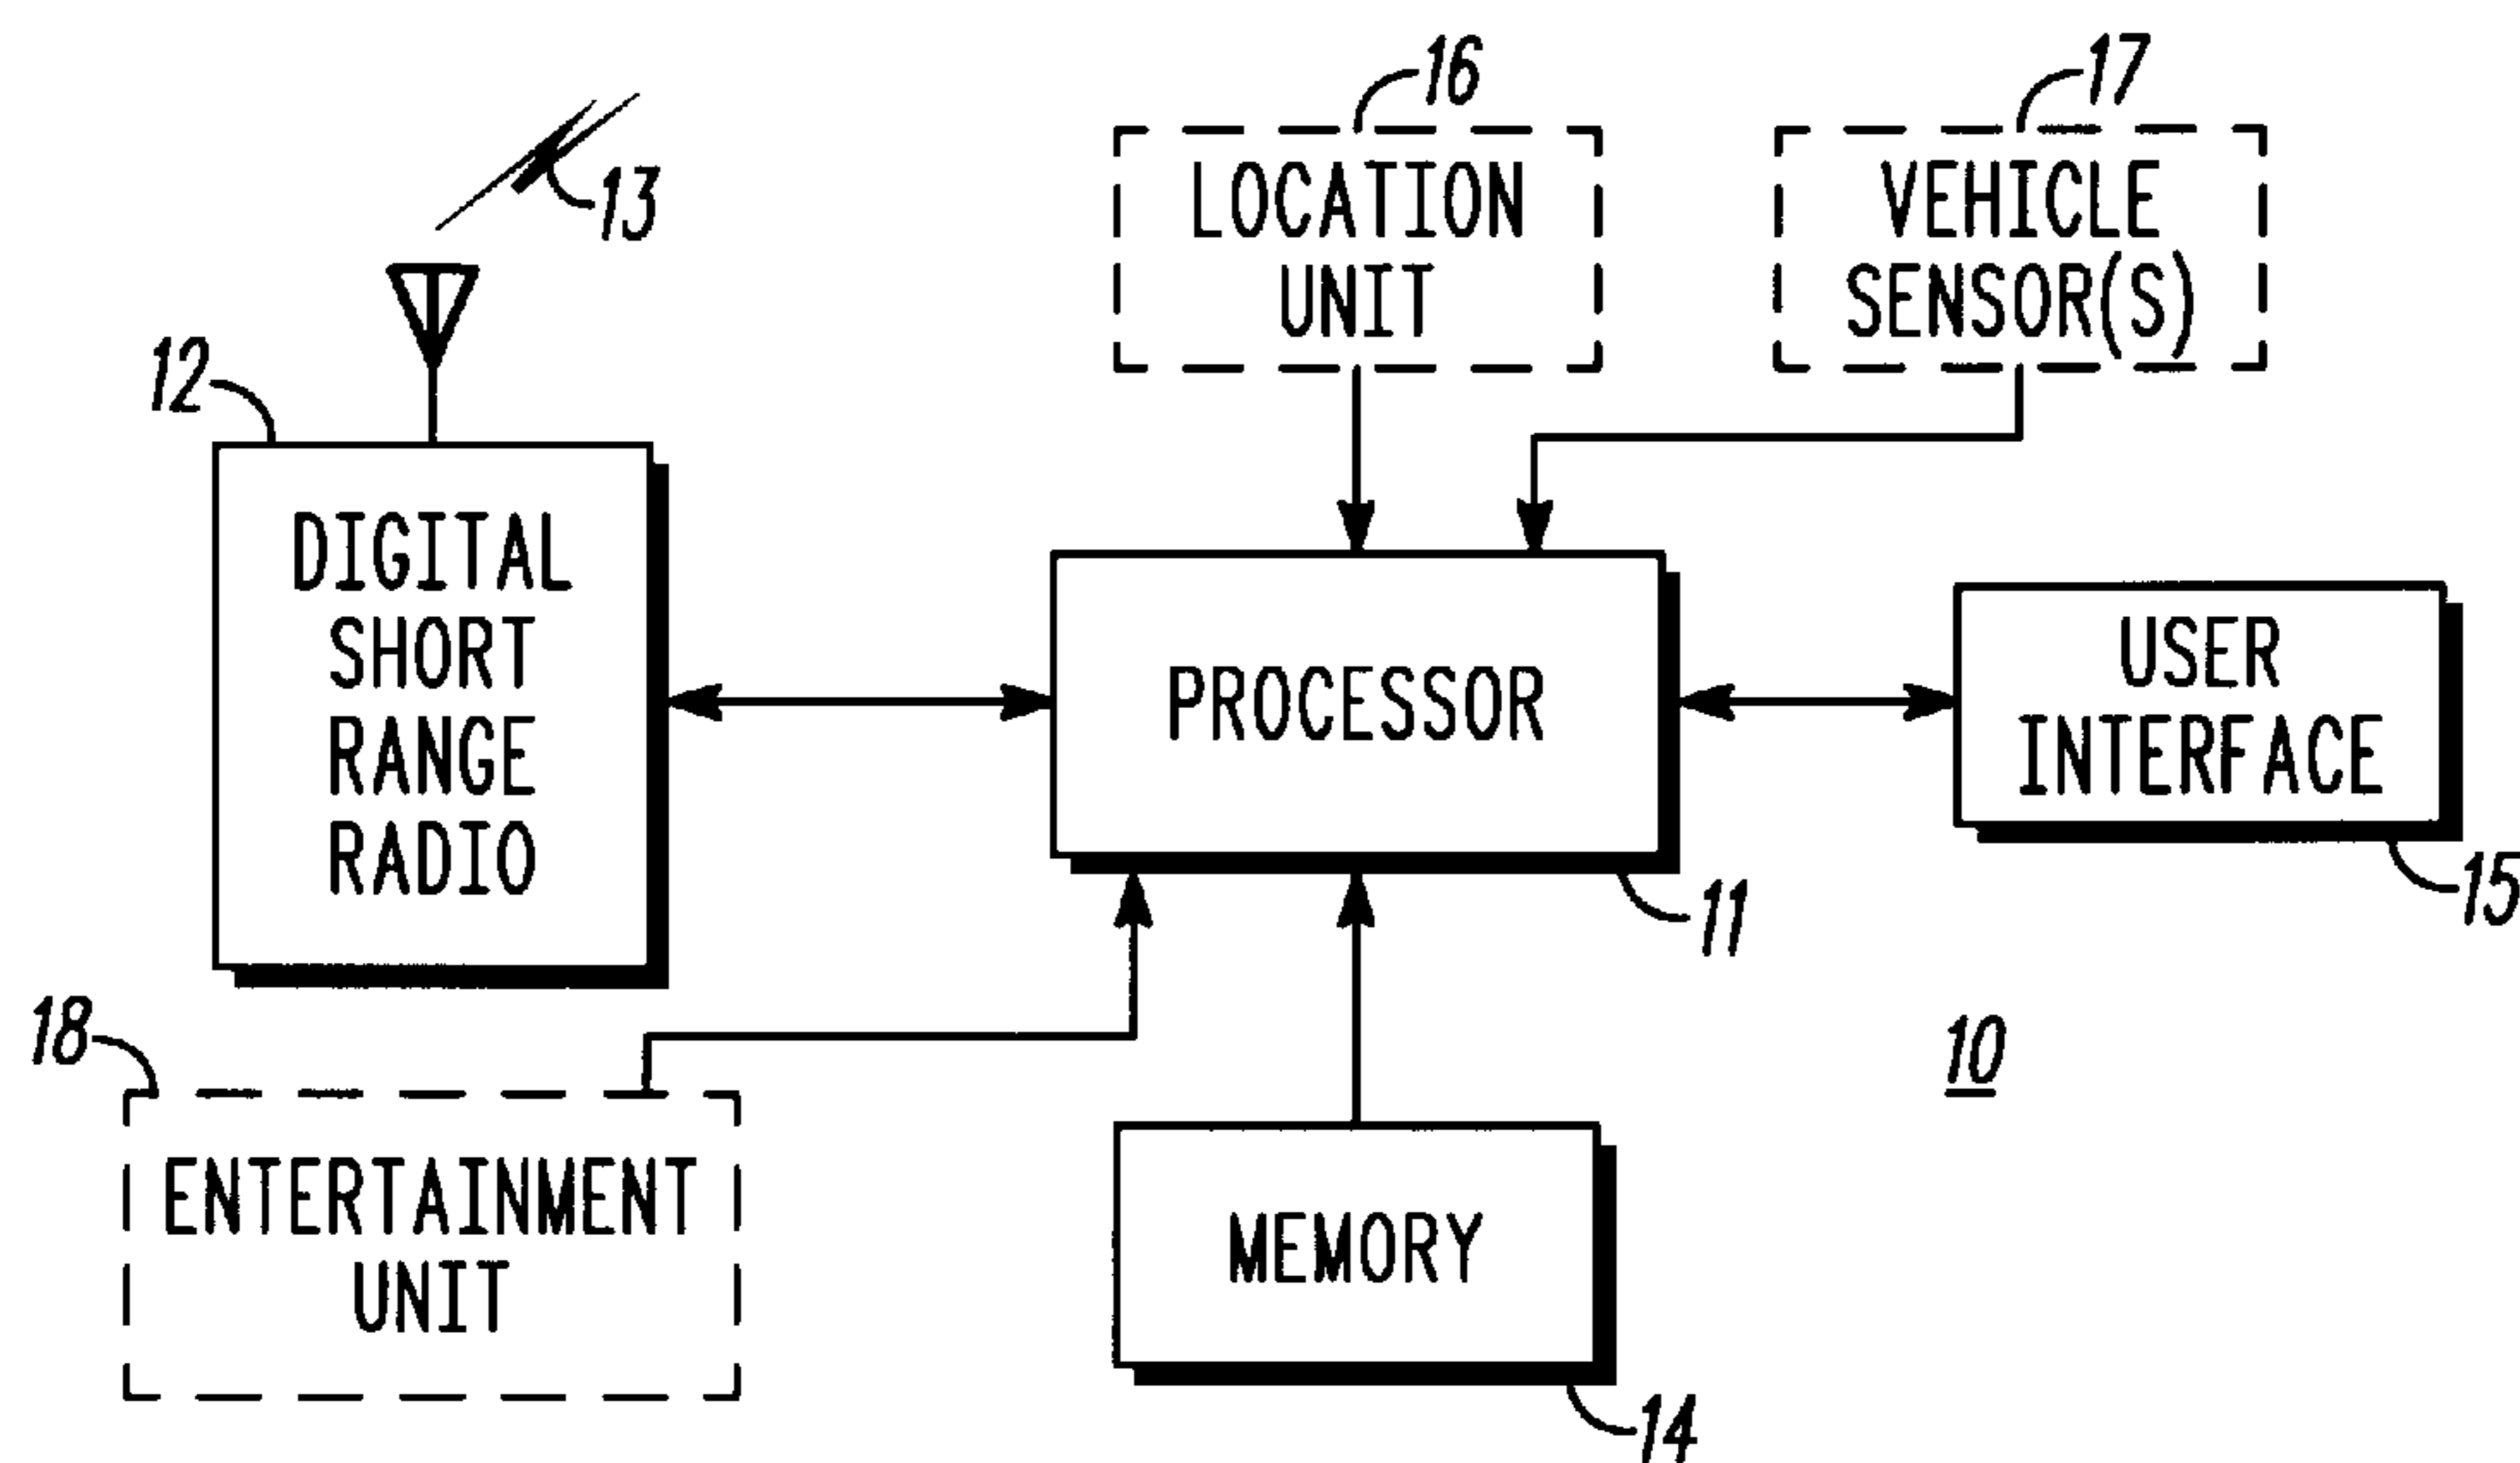 16
17
13
LOCATION
UNIT
VEHICLE
SENSOR(S)
12
DIGITAL
SHORT
RANGE
RADIO
PROCESSOR
USER
INTERFACE
11
15
18
10
ENTERTAINMENT
UNIT
MEMORY
14